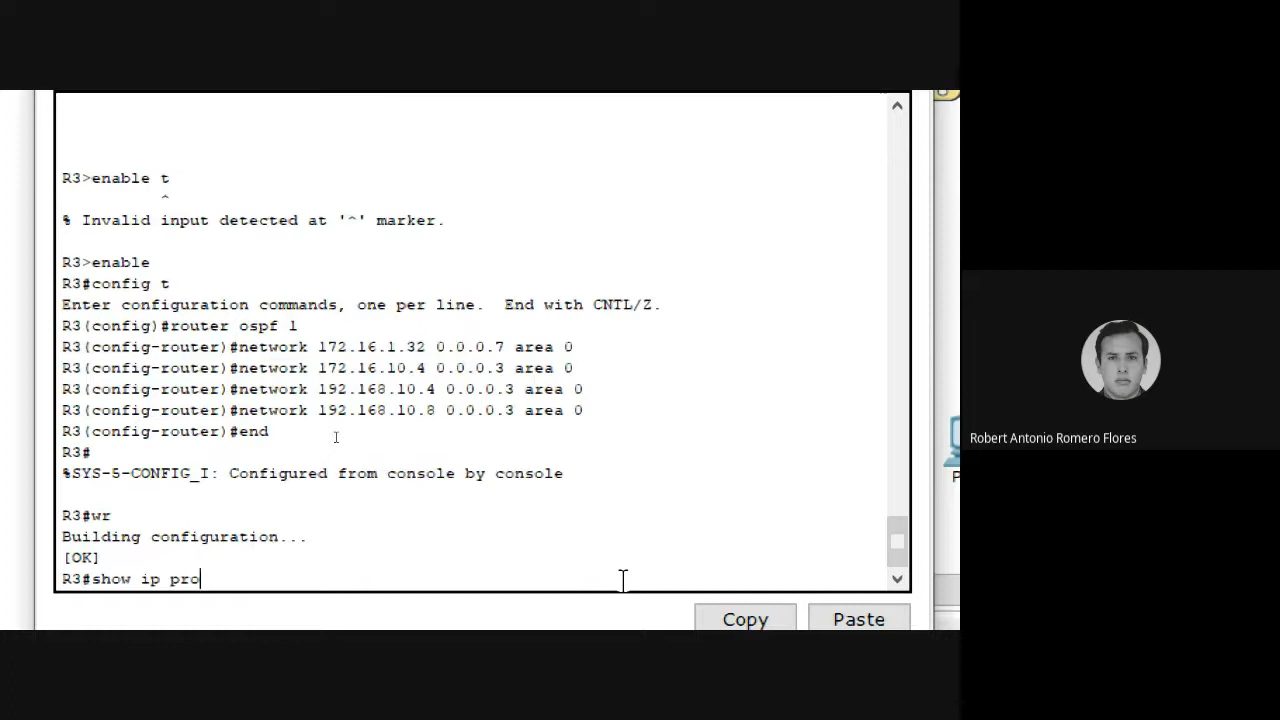 R3>enable t
^
% Invalid input detected at '^' marker.
R3>enable
R3#config t
Enter configuration commands, one per line.  End with CNTL/Z.
R3(config)#router ospf 1
R3(config-router)#network 172.16.1.32 0.0.0.7 area 0
R3(config-router)#network 172.16.10.4 0.0.0.3 area 0
R3(config-router)#network 192.168.10.4 0.0.0.3 area 0
R3(config-router)#network 192.168.10.8 0.0.0.3 area 0
R3(config-router)#end
R3#
%SYS-5-CONFIG_I: Configured from console by console
R3#wr
Building configuration...
[OK]
R3#show ip pro
Copy
Paste
Robert Antonio Romero Flores